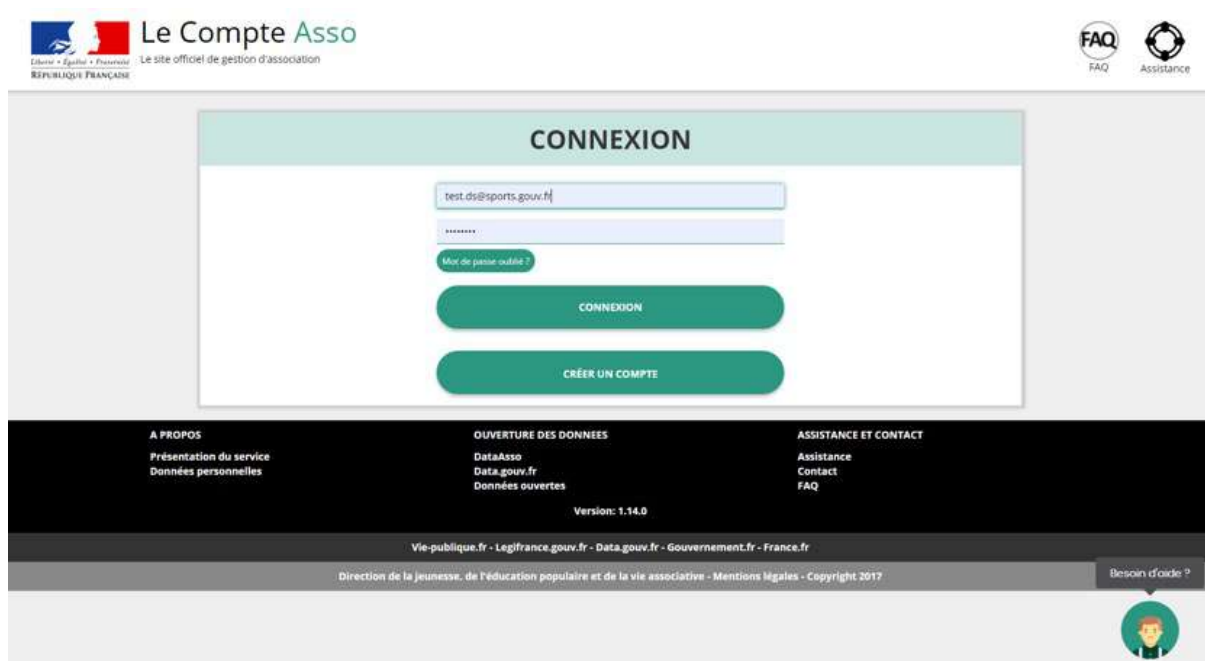 Le Compte Asso
Le site officiel de gestion d'association
Liberté • Égalité • Fraternité
RÉPUBLIQUE FRANÇAISE
FAQ
FAQ
Assistance
CONNEXION
test.ds@sports.gouv.fr
••••••••
Mot de passe oublié ?
CONNEXION
CRÉER UN COMPTE
A PROPOS
Présentation du service
Données personnelles
OUVERTURE DES DONNEES
DataAsso
Data.gouv.fr
Données ouvertes
ASSISTANCE ET CONTACT
Assistance
Contact
FAQ
Version: 1.14.0
Vie-publique.fr - Legifrance.gouv.fr - Data.gouv.fr - Gouvernement.fr - France.fr
Direction de la jeunesse, de l'éducation populaire et de la vie associative - Mentions légales - Copyright 2017
Besoin d'aide ?